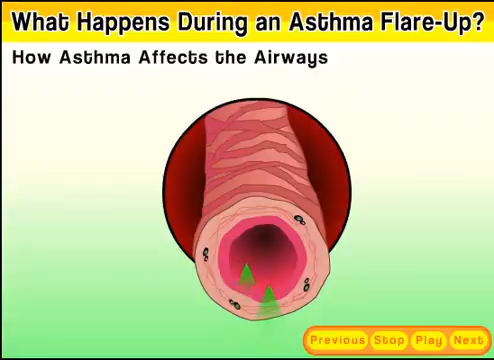 What Happens During an Asthma Flare-Up?
How Asthma Affects the Airways
Previous Stop Play Next